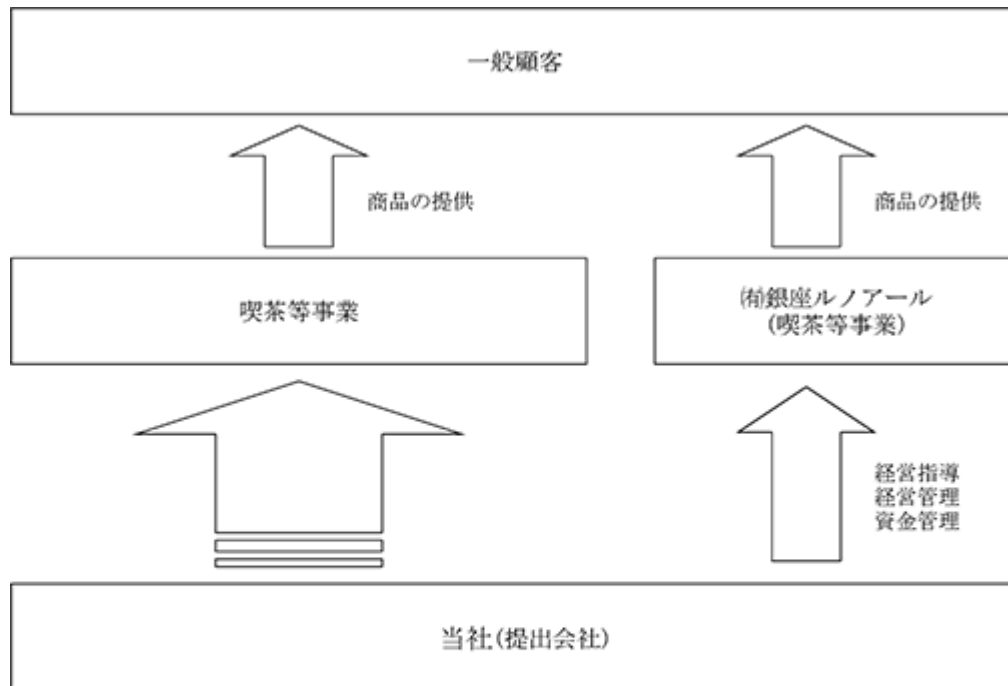 一般顧客
商品の提供
商品の提供
喫茶等事業
㈲銀座ルノアール
(喫茶等事業)
経営指導
経営管理
資金管理
当社(提出会社)